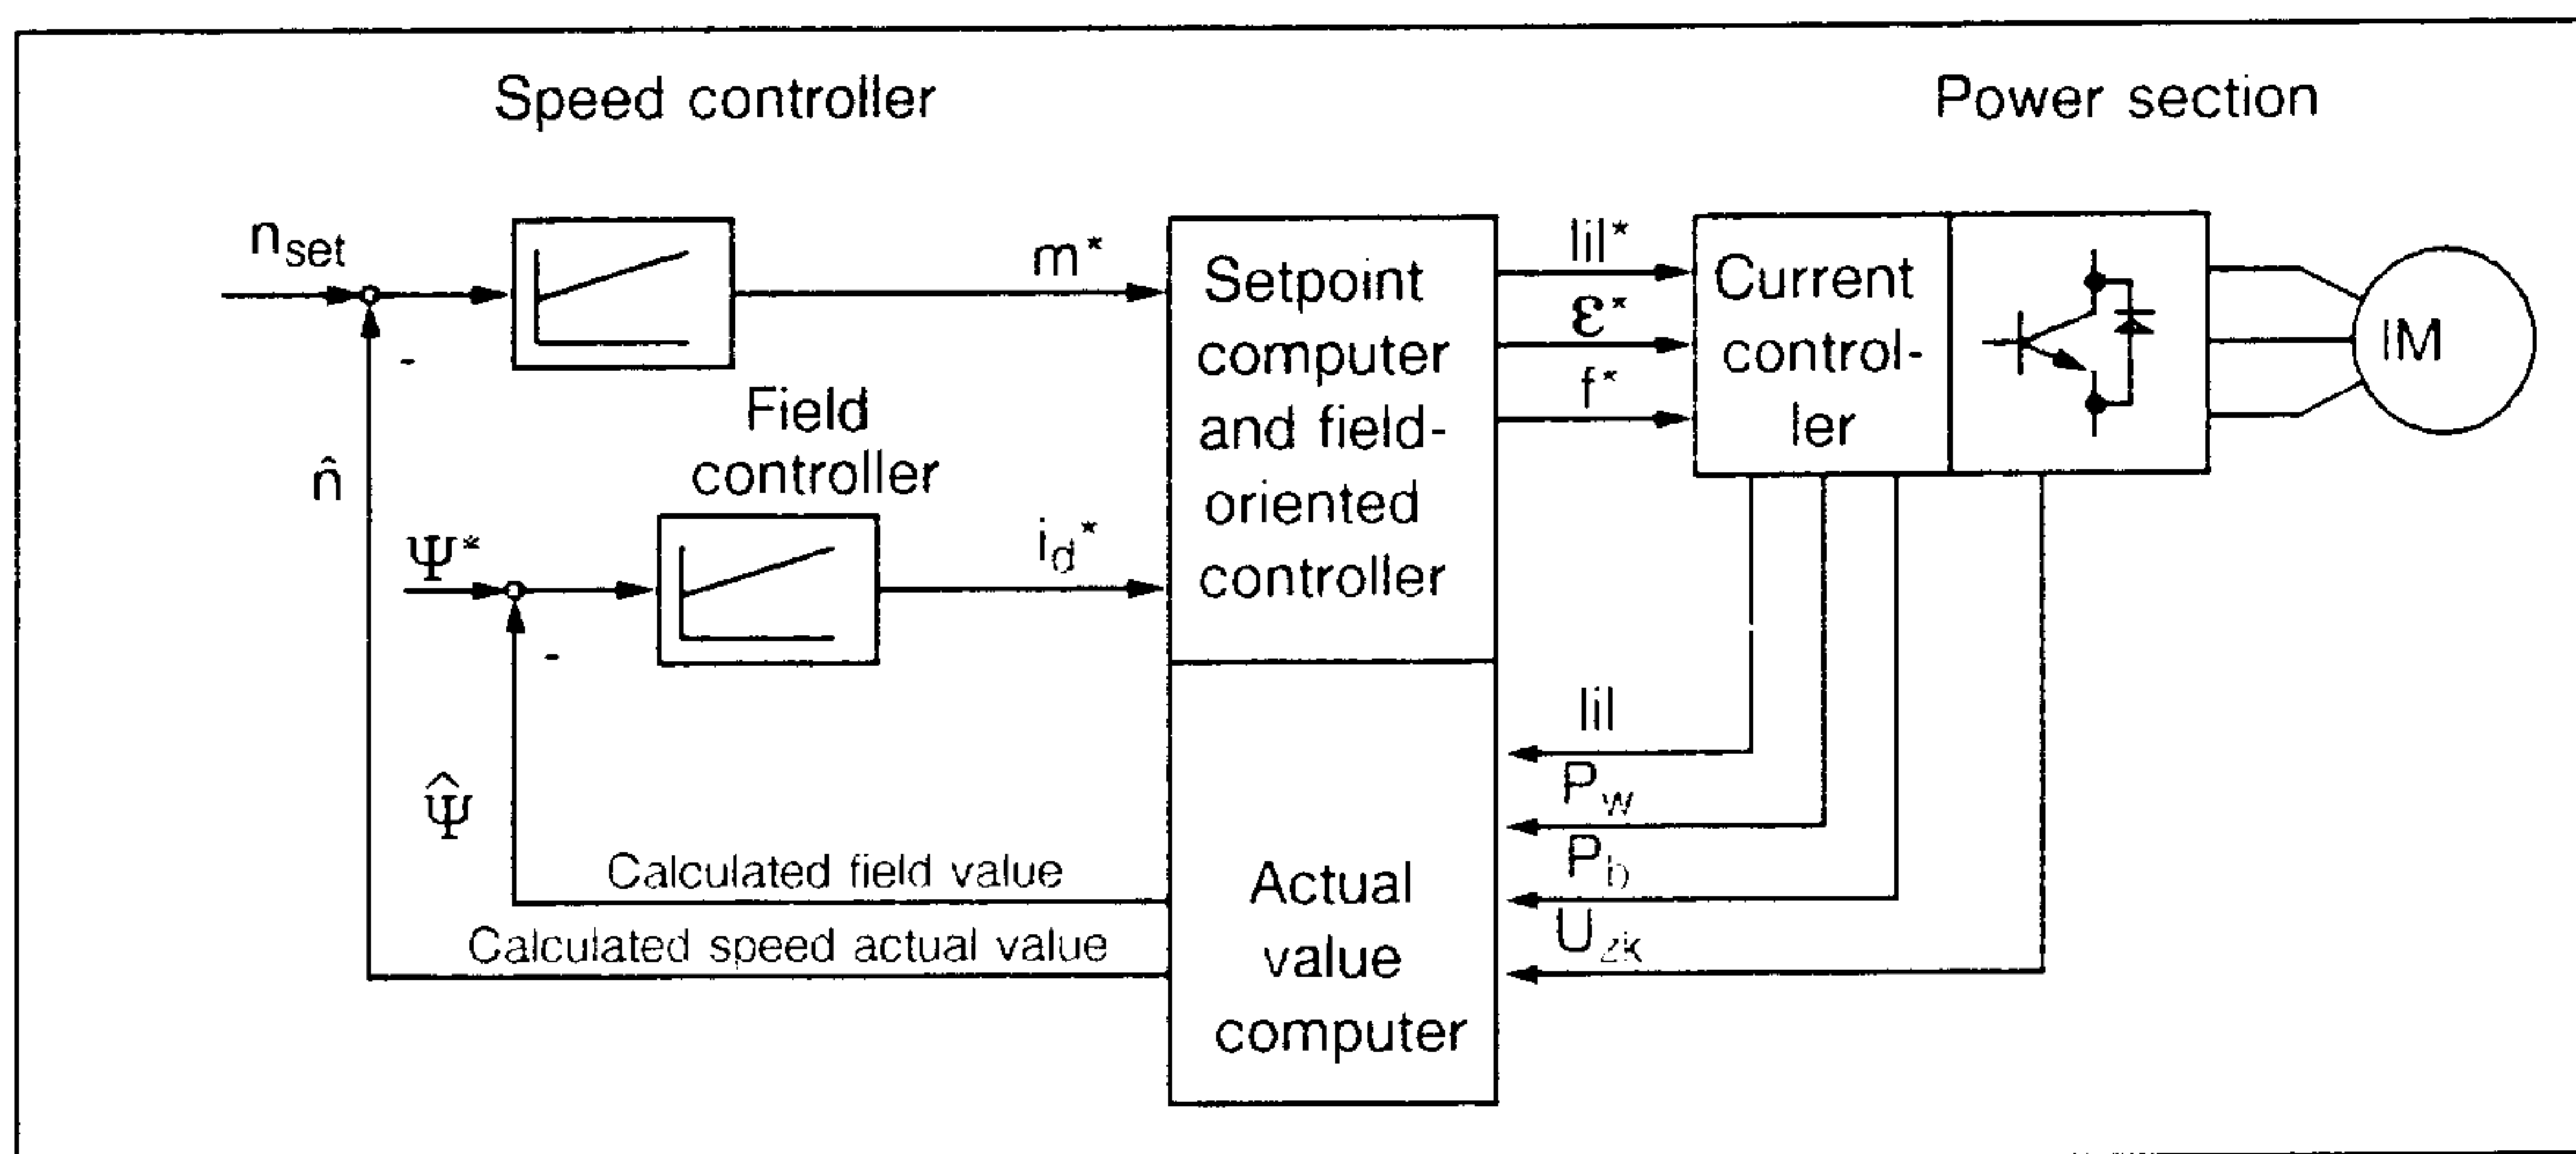 Speed controller
Power section
n_set
m*
Setpoint
computer
and field-
oriented
controller
|i|*
ε*
f*
Current
control-
ler
IM
-
Field
controller
n̂
Ψ*
i_d*
-
Ψ̂
|i|
P_w
P_b
U_zk
Calculated field value
Calculated speed actual value
Actual
value
computer